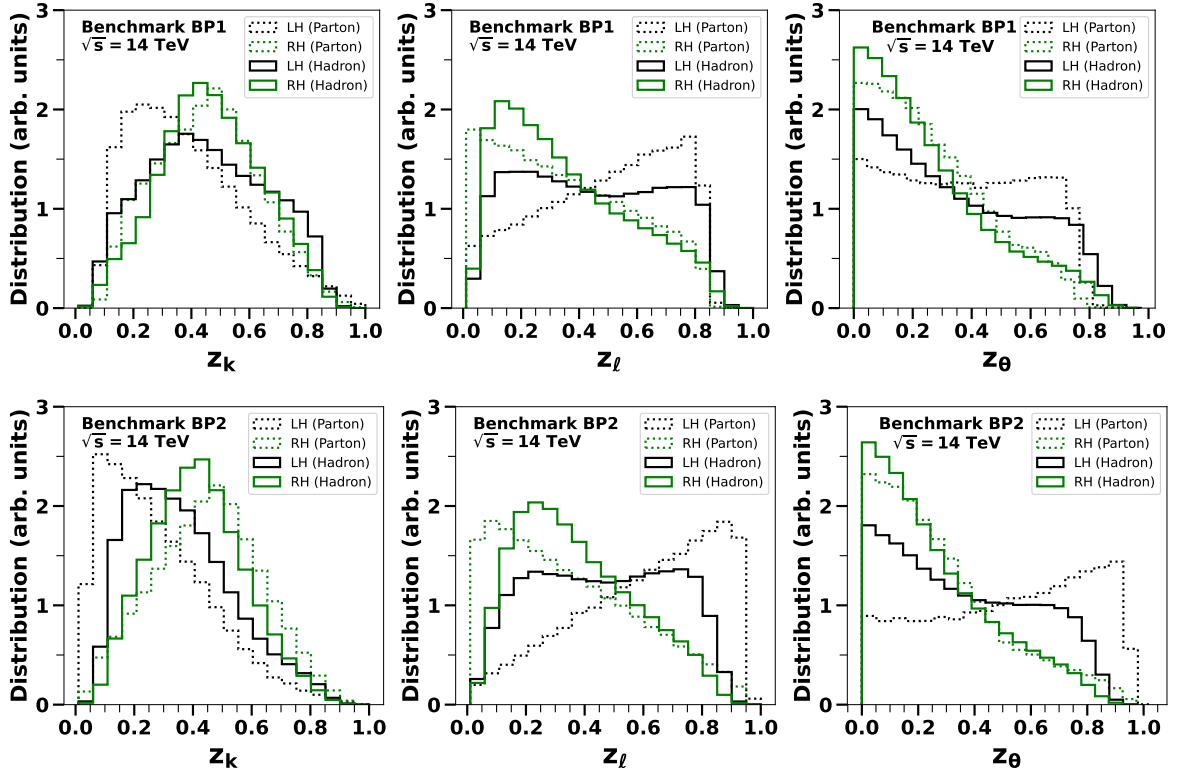 Benchmark BP1
√s = 14 TeV
LH (Parton)
RH (Parton)
LH (Hadron)
RH (Hadron)
Distribution (arb. units)
3
2
1
0
0.0 0.2 0.4 0.6 0.8 1.0
z_k
Benchmark BP1
√s = 14 TeV
LH (Parton)
RH (Parton)
LH (Hadron)
RH (Hadron)
Distribution (arb. units)
3
2
1
0
0.0 0.2 0.4 0.6 0.8 1.0
z_ℓ
Benchmark BP1
√s = 14 TeV
LH (Parton)
RH (Parton)
LH (Hadron)
RH (Hadron)
Distribution (arb. units)
3
2
1
0
0.0 0.2 0.4 0.6 0.8 1.0
z_θ
Benchmark BP2
√s = 14 TeV
LH (Parton)
RH (Parton)
LH (Hadron)
RH (Hadron)
Distribution (arb. units)
3
2
1
0
0.0 0.2 0.4 0.6 0.8 1.0
z_k
Benchmark BP2
√s = 14 TeV
LH (Parton)
RH (Parton)
LH (Hadron)
RH (Hadron)
Distribution (arb. units)
3
2
1
0
0.0 0.2 0.4 0.6 0.8 1.0
z_ℓ
Benchmark BP2
√s = 14 TeV
LH (Parton)
RH (Parton)
LH (Hadron)
RH (Hadron)
Distribution (arb. units)
3
2
1
0
0.0 0.2 0.4 0.6 0.8 1.0
z_θ